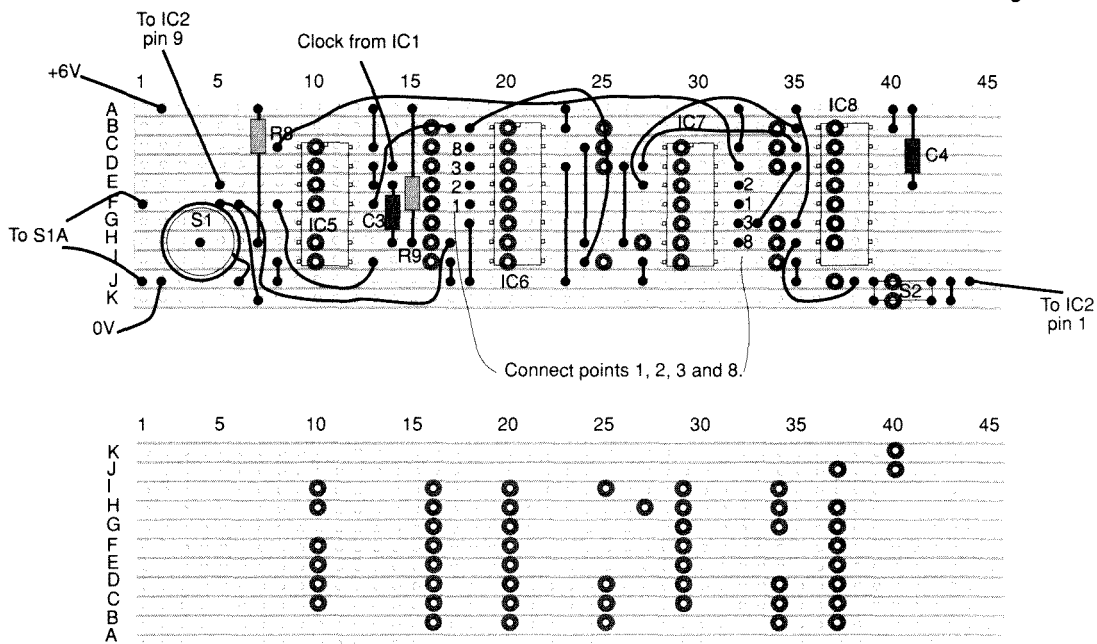 To IC2
pin 9
Clock from IC1
+6V
1 5 10 15 20 25 30 35 40 45
A
B
C
D
E
F
G
H
I
J
K
R8
IC7
IC8
8
3
2
1
C4
2
1
3
8
S1
IC5
C3
R9
To S1A
IC6
S2
0V
To IC2
pin 1
Connect points 1, 2, 3 and 8.
1 5 10 15 20 25 30 35 40 45
K
J
I
H
G
F
E
D
C
B
A